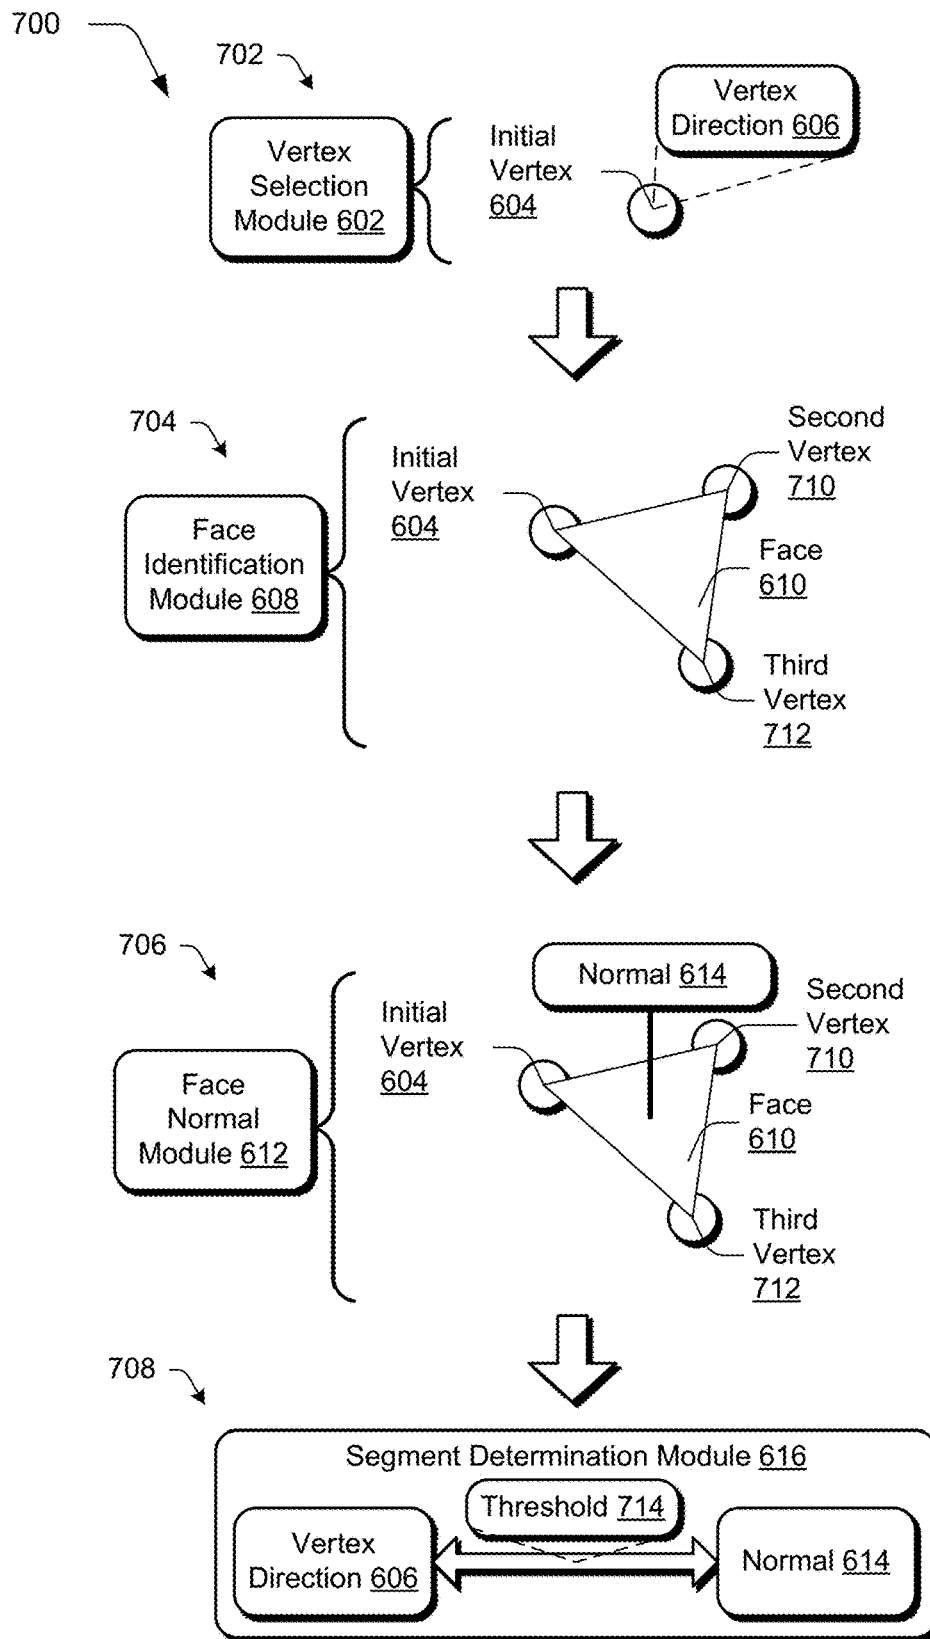 700
702
Vertex
Selection
Module 602
Initial
Vertex
604
Vertex
Direction 606
704
Face
Identification
Module 608
Initial
Vertex
604
Second
Vertex
710
Face
610
Third
Vertex
712
706
Face
Normal
Module 612
Initial
Vertex
604
Normal 614
Second
Vertex
710
Face
610
Third
Vertex
712
708
Segment Determination Module 616
Threshold 714
Vertex
Direction 606
Normal 614